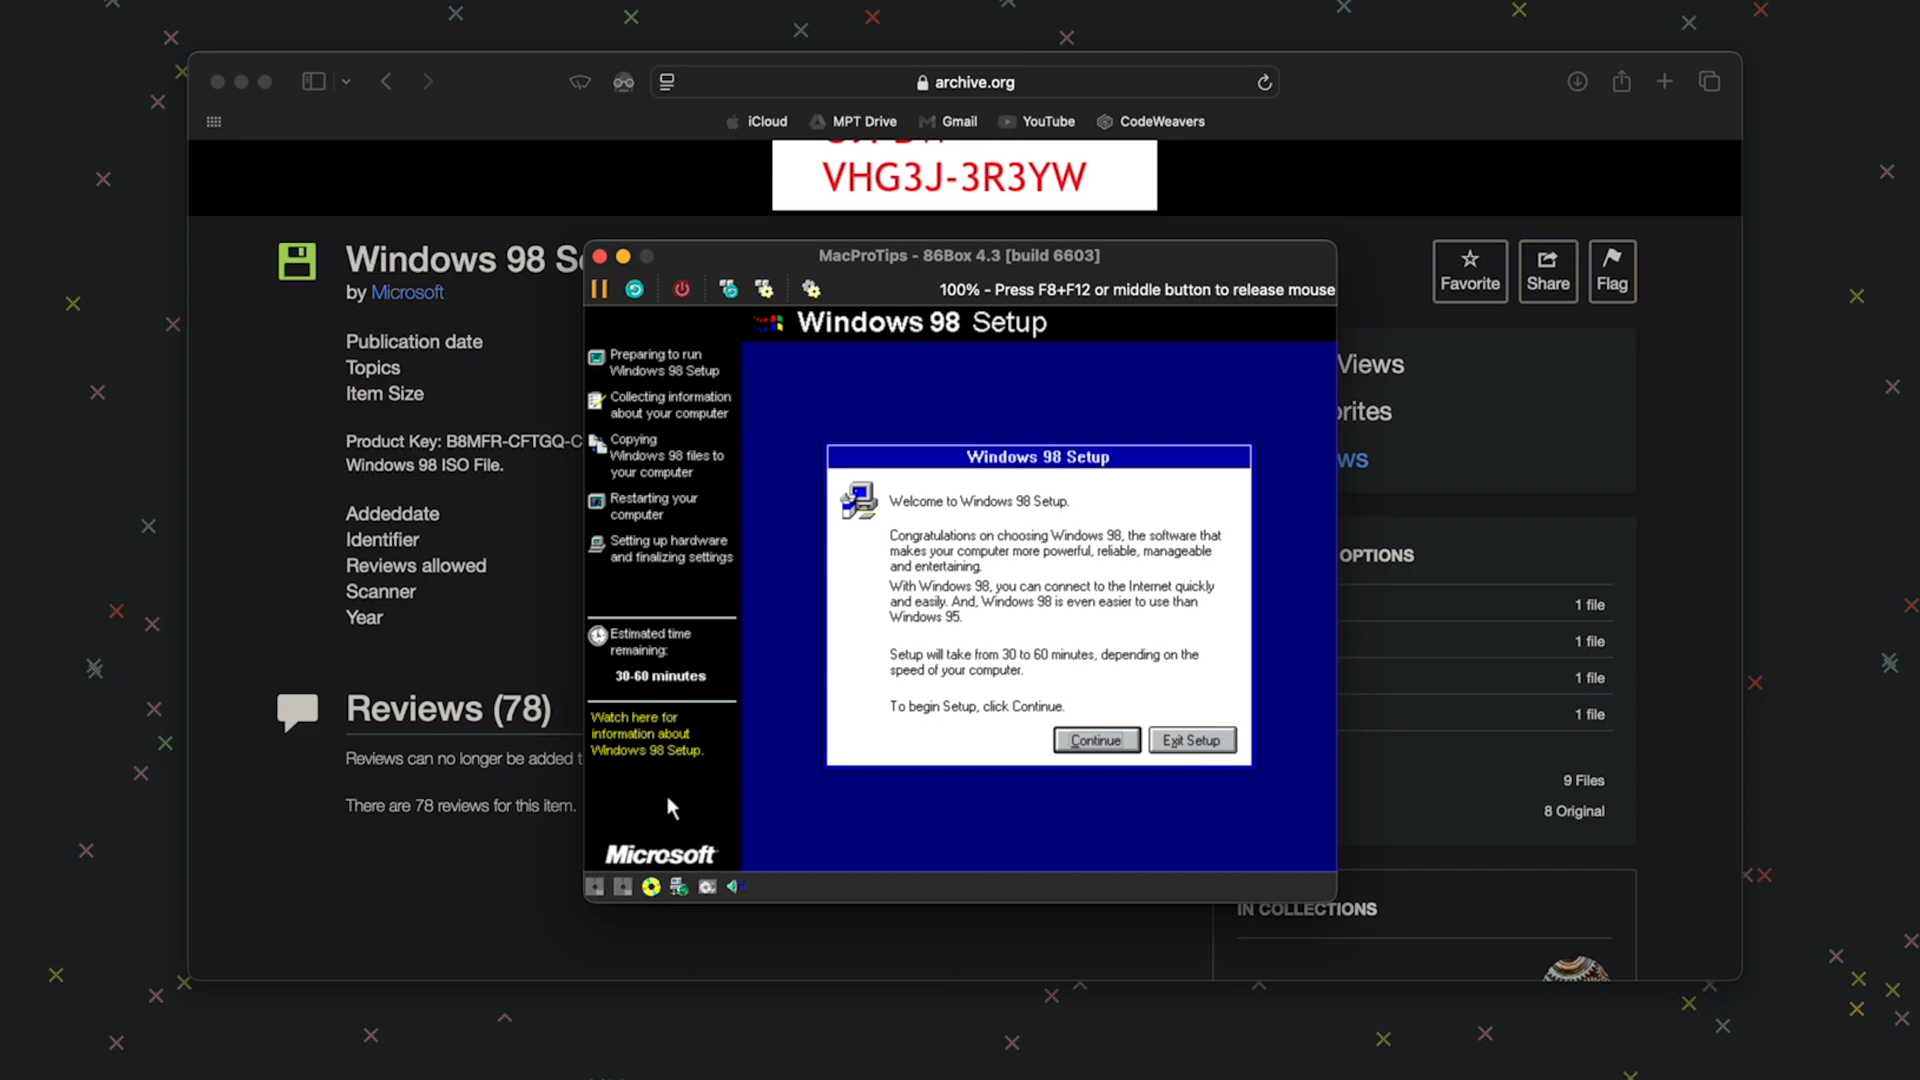 archive.org
iCloud
MPT Drive
Gmail
YouTube
CodeWeavers
VHG3J-3R3YW
Windows 98 S
by Microsoft
Publication date
Topics
Item Size
Product Key: B8MFR-CFTGQ-C
Windows 98 ISO File.
Addeddate
Identifier
Reviews allowed
Scanner
Year
Reviews (78)
Reviews can no longer be added t
There are 78 reviews for this item.
Favorite
Share
Flag
Views
orites
ws
OPTIONS
1 file
1 file
1 file
1 file
9 Files
8 Original
IN COLLECTIONS
MacProTips - 86Box 4.3 [build 6603]
100% - Press F8+F12 or middle button to release mouse
Windows 98 Setup
Preparing to run
Windows 98 Setup
Collecting information
about your computer
Copying
Windows 98 files to
your computer
Restarting your
computer
Setting up hardware
and finalizing settings
Estimated time
remaining:
30-60 minutes
Watch here for
information about
Windows 98 Setup.
Microsoft
Windows 98 Setup
Welcome to Windows 98 Setup.
Congratulations on choosing Windows 98, the software that
makes your computer more powerful, reliable, manageable
and entertaining.
With Windows 98, you can connect to the Internet quickly
and easily. And, Windows 98 is even easier to use than
Windows 95.
Setup will take from 30 to 60 minutes, depending on the
speed of your computer.
To begin Setup, click Continue.
Continue
Exit Setup